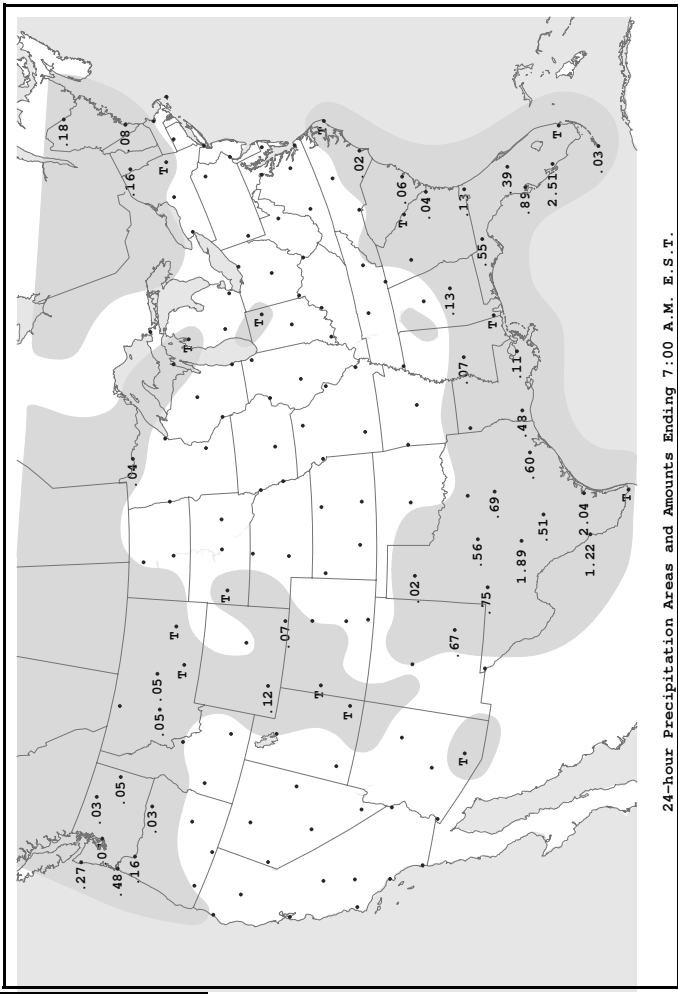 .18
.27
.03
.48
.05
.08
.16
.04
.16
.03
.05
.05
T
T
T
T
T
T
.12
.07
T
T
T
.02
.06
T
.02
.04
.13
.67
.07
.13
T
.56
.55
.75
T
.69
.39
.11
1.89
.48
.89
.60
.51
2.51
T
2.04
1.22
.03
T
24-hour Precipitation Areas and Amounts Ending 7:00 A.M. E.S.T.